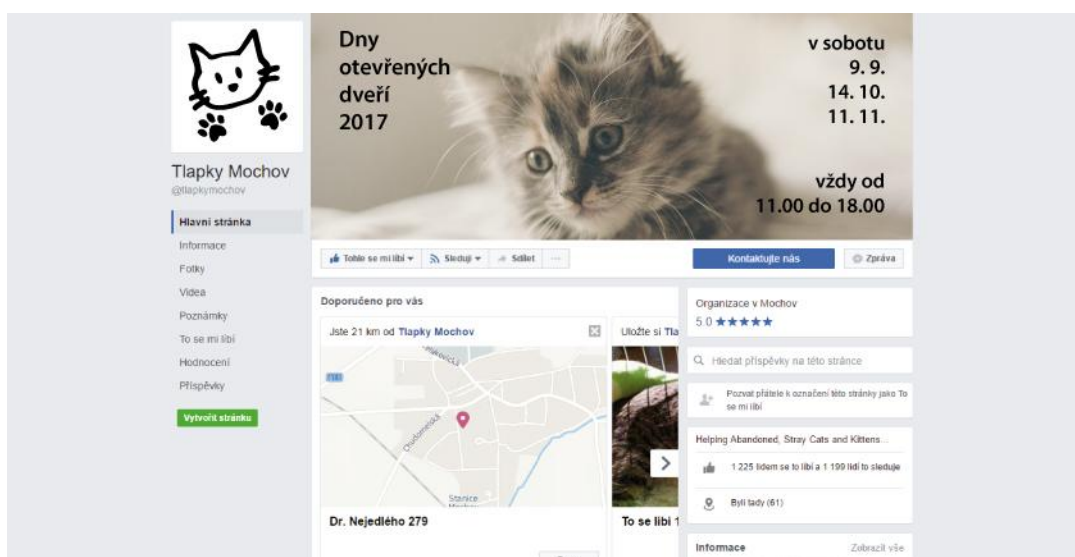 Dny
otevřených
dveří
2017
v sobotu
9. 9.
14. 10.
11. 11.
vždy od
11.00 do 18.00
Tlapky Mochov
@tlapkymochov
Hlavní stránka
Informace
Fotky
Videa
Poznámky
To se mi líbí
Hodnocení
Příspěvky
Vytvořit stránku
Tohle se mi líbí
Sleduji
Sdílet
...
Kontaktujte nás
Zpráva
Doporučeno pro vás
Jste 21 km od Tlapky Mochov
Chudoměřská
Stanice
Dr. Nejedlého 279
Uložte si Tla
To se líbí 1
Organizace v Mochov
5.0 ★★★★★
Hledat příspěvky na této stránce
Pozvat přátele k označení této stránky jako To
se mi líbí
Helping Abandoned, Stray Cats and Kittens...
1 225 lidem se to líbí a 1 199 lidí to sleduje
Byli tady (61)
Informace
Zobrazit vše